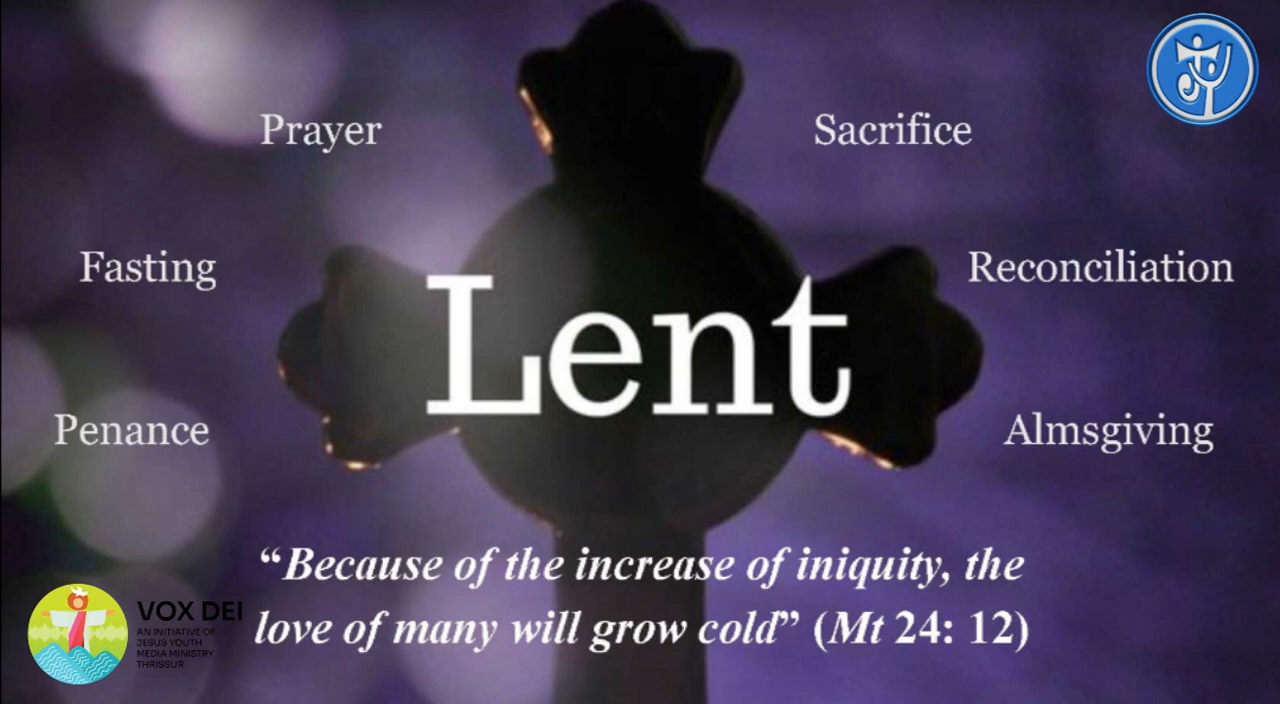 Prayer
Sacrifice
Fasting
Reconciliation
Lent
Penance
Almsgiving
“Because of the increase of iniquity, the
love of many will grow cold” (Mt 24: 12)
VOX DEI
AN INITIATIVE OF
JESUS YOUTH
MEDIA MINISTRY
THRISSUR